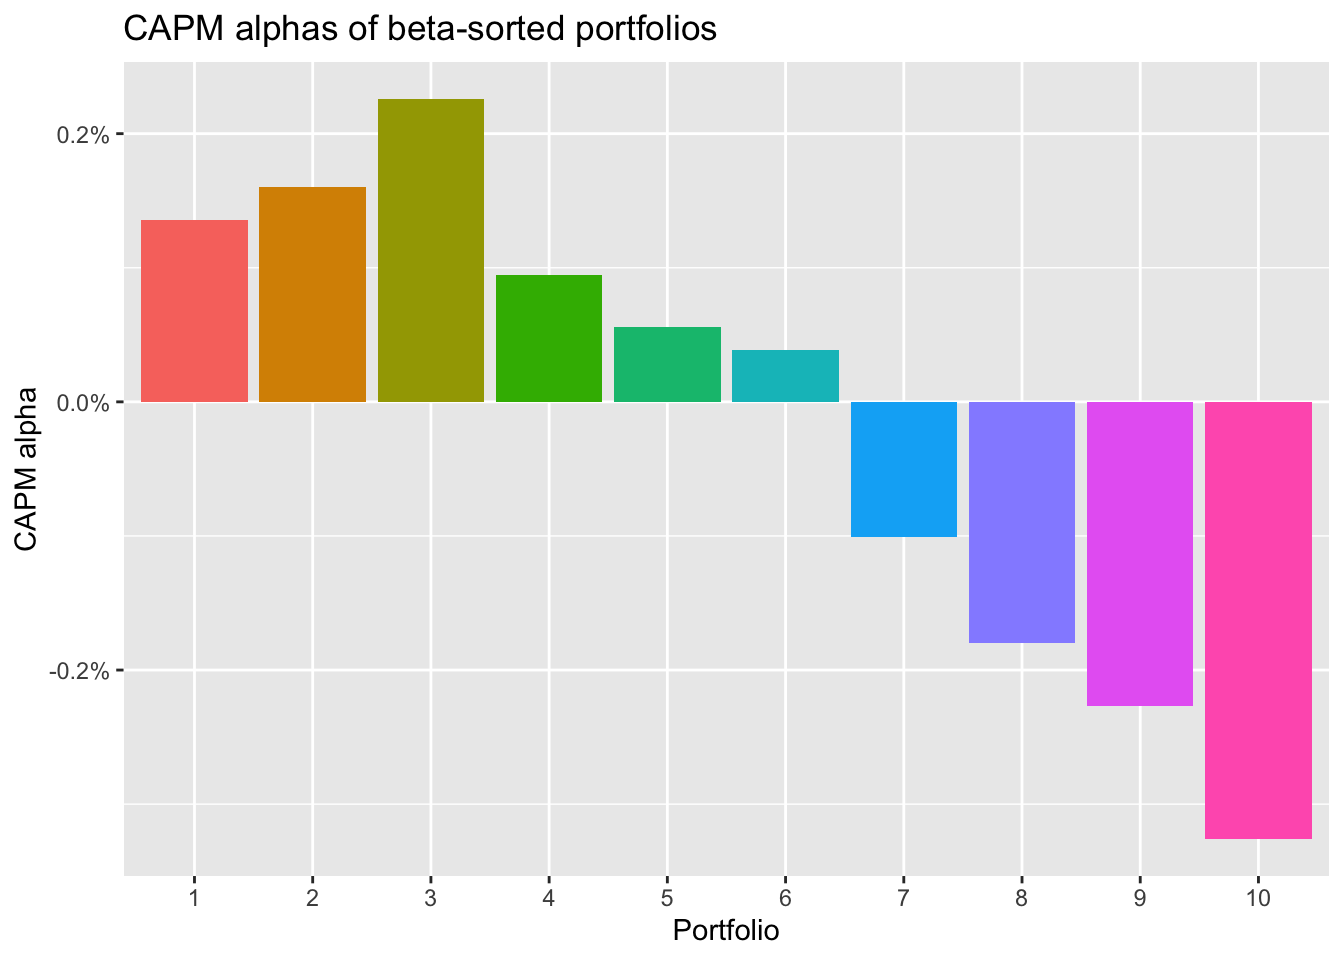 CAPM alphas of beta-sorted portfolios
0.2%
0.0%
-0.2%
CAPM alpha
1 2 3 4 5 6 7 8 9 10
Portfolio